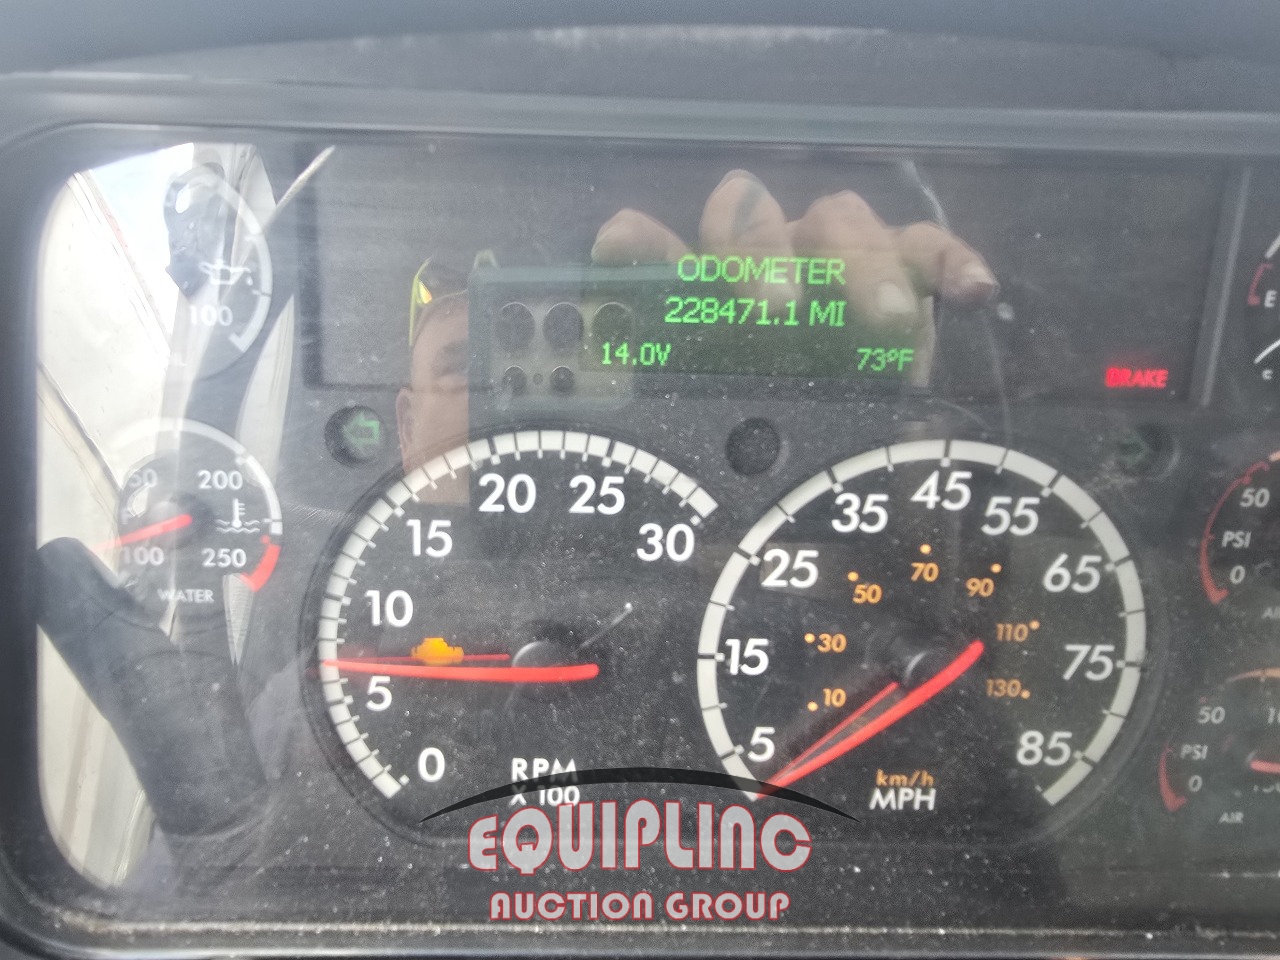 ODOMETER
228471.1 MI
14.0V 73ºF
BRAKE
100
E
50 200
100 250
WATER
0 5 10 15 20 25 30
RPM
X 100
5 15 25 35 45 55 65 75 85
10 30 50 70 90 110 130
km/h
MPH
50
PSI
0
50
PSI
0
AIR
EQUIPLINC
AUCTION GROUP